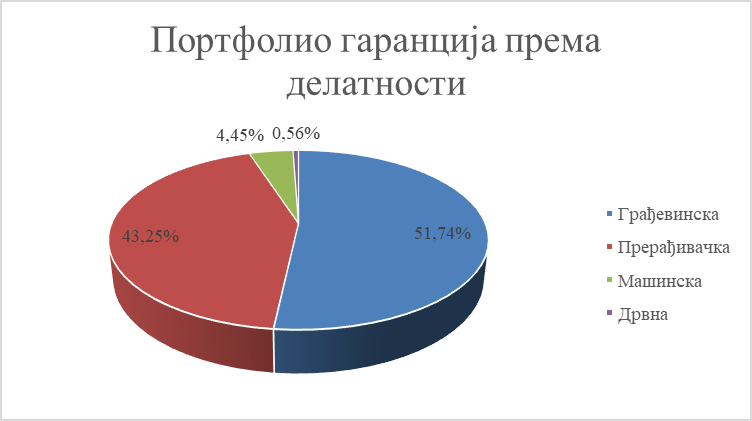 Портфолио гаранција према
делатности
4,45%
0,56%
43,25%
51,74%
Грађевинска
Прерађивачка
Машинска
Дрвна